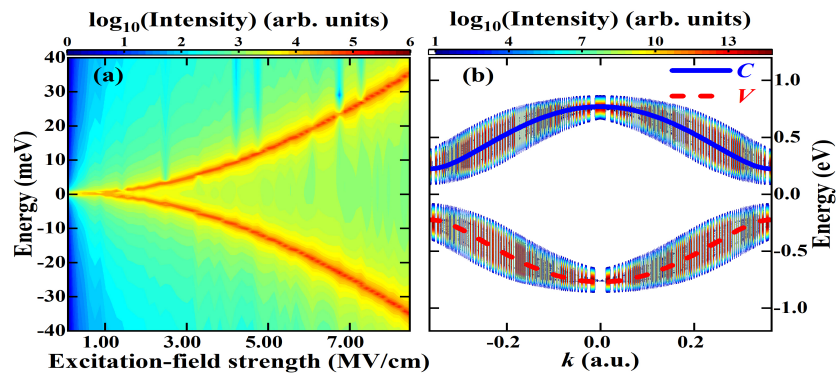 log₁₀(Intensity) (arb. units)
0 1 2 3 4 5 6
(a)
Energy (meV)
40
30
20
10
0
-10
-20
-30
-40
1.00 3.00 5.00 7.00
Excitation-field strength (MV/cm)
log₁₀(Intensity) (arb. units)
1 4 7 10 13
(b)
C
V
1.0
0.5
0.0
-0.5
-1.0
Energy (eV)
-0.2 0.0 0.2
k (a.u.)